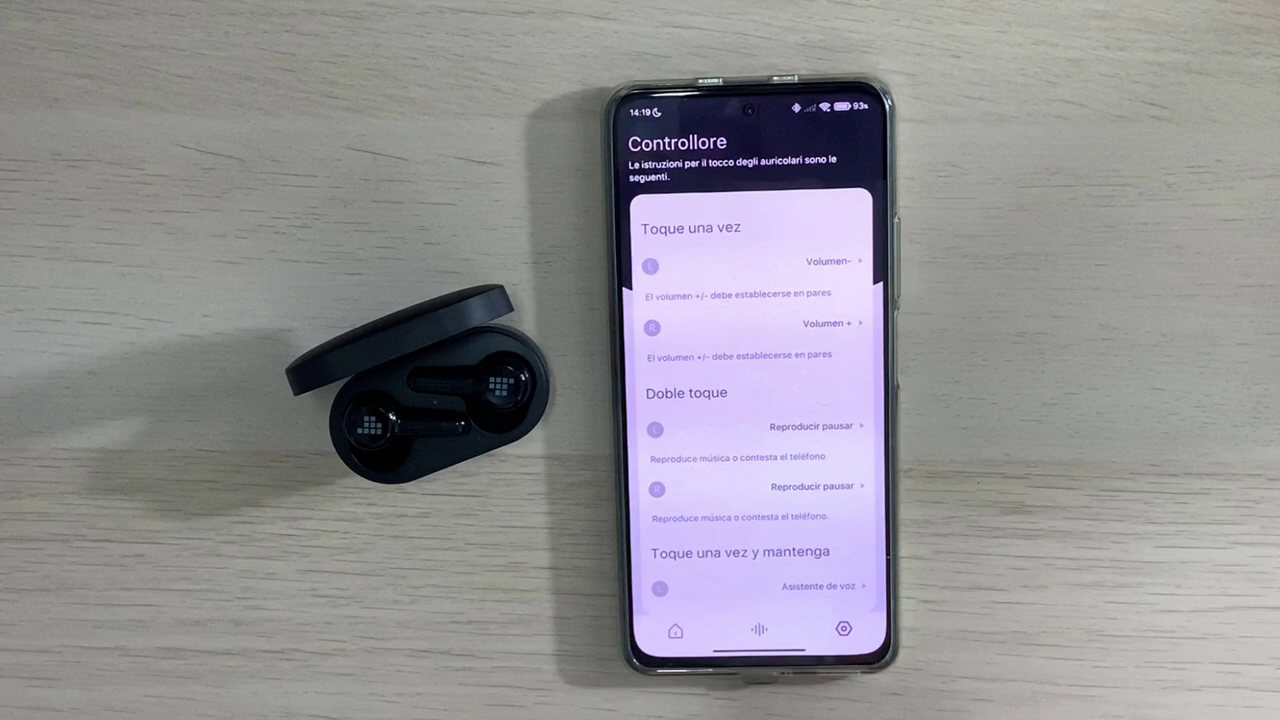 14:19
93%
Controllore
Le istruzioni per il tocco degli auricolari sono le
seguenti.
Toque una vez
L Volumen-
El volumen +/- debe establecerse en pares
R Volumen +
El volumen +/- debe establecerse en pares
Doble toque
L Reproducir pausar
Reproduce música o contesta el teléfono.
R Reproducir pausar
Reproduce música o contesta el teléfono.
Toque una vez y mantenga
L Asistente de voz